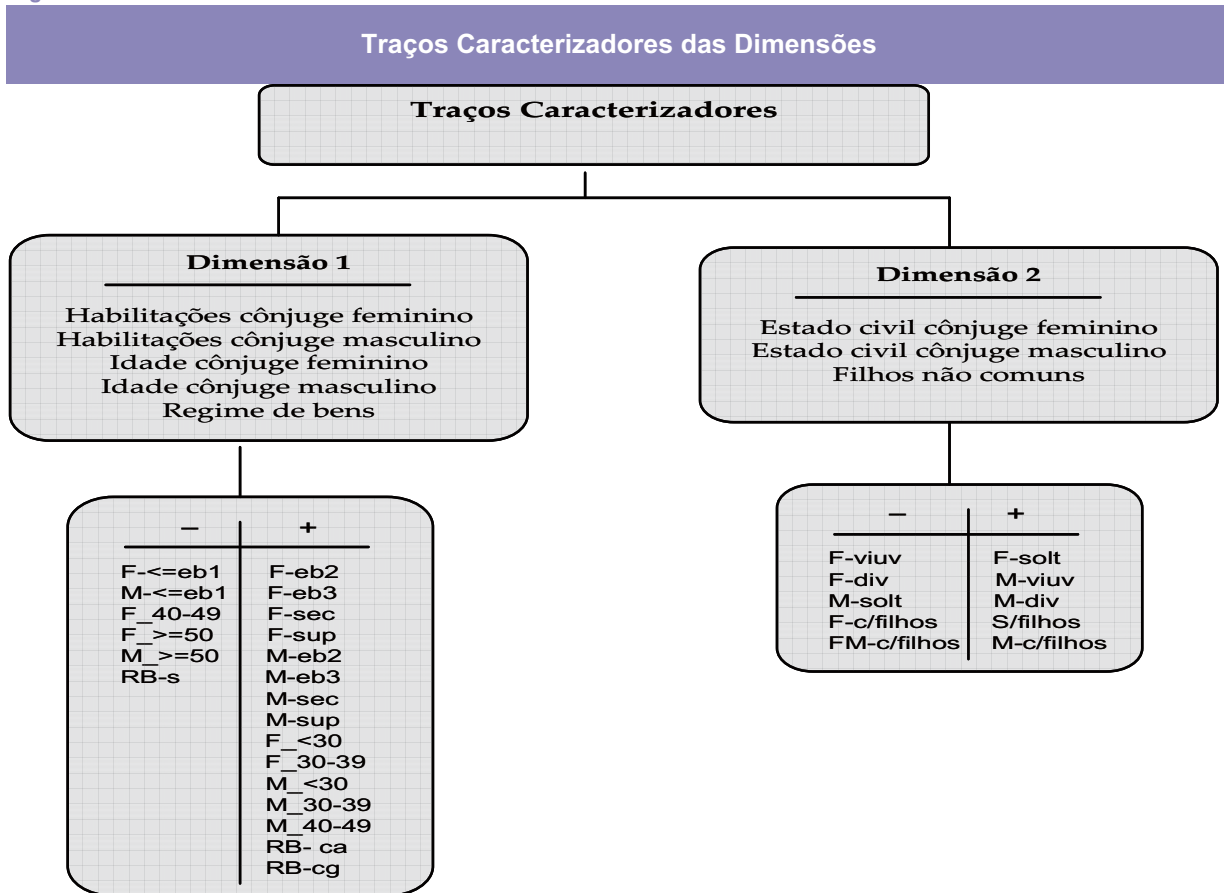 Traços Caracterizadores das Dimensões
Traços Caracterizadores
Dimensão 1
Habilitações cônjuge feminino
Habilitações cônjuge masculino
Idade cônjuge feminino
Idade cônjuge masculino
Regime de bens
Dimensão 2
Estado civil cônjuge feminino
Estado civil cônjuge masculino
Filhos não comuns
– +
F-<=eb1 F-eb2
M-<=eb1 F-eb3
F_40-49 F-sec
F_>=50 F-sup
M_>=50 M-eb2
RB-s M-eb3
M-sec
M-sup
F_<30
F_30-39
M_<30
M_30-39
M_40-49
RB- ca
RB-cg
– +
F-viuv F-solt
F-div M-viuv
M-solt M-div
F-c/filhos S/filhos
FM-c/filhos M-c/filhos